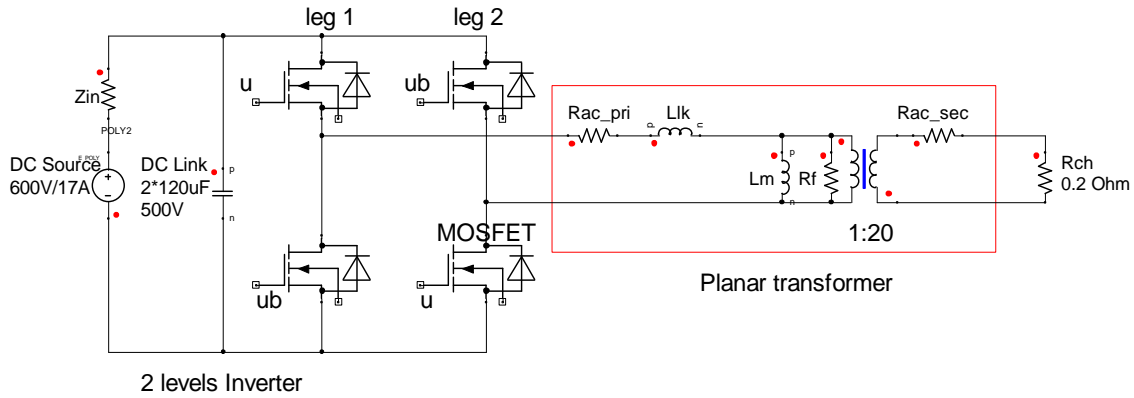 leg 1
leg 2
u
ub
Zin
POLY2
E_POLY
DC Source
600V/17A
DC Link
2*120uF
500V
p
n
Rac_pri
Llk
p
n
Lm
p
n
Rf
Rac_sec
Rch
0.2 Ohm
1:20
MOSFET
ub
u
Planar transformer
2 levels Inverter